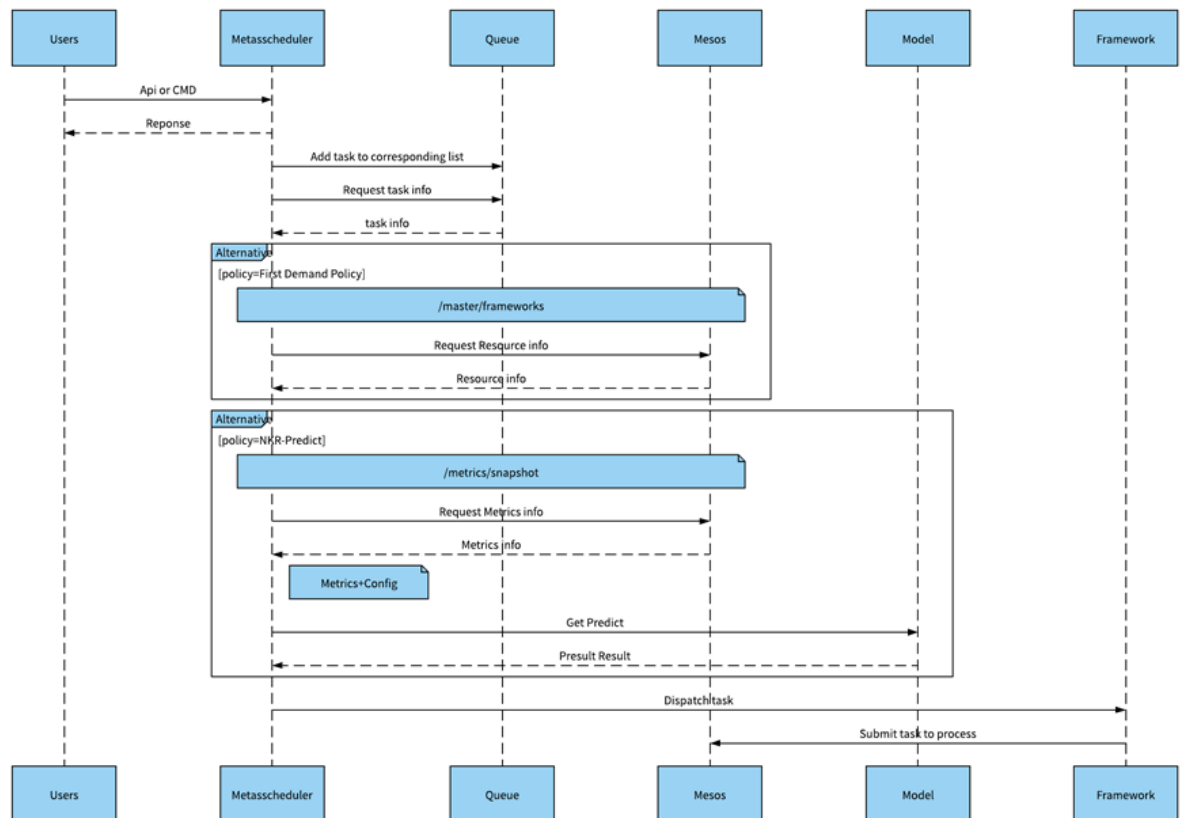 Users
Metasscheduler
Queue
Mesos
Model
Framework
Api or CMD
Reponse
Add task to corresponding list
Request task info
task info
Alternative
[policy=First Demand Policy]
/master/frameworks
Request Resource info
Resource info
Alternative
[policy=NKR-Predict]
/metrics/snapshot
Request Metrics info
Metrics info
Metrics+Config
Get Predict
Presult Result
Dispatch task
Submit task to process
Users
Metasscheduler
Queue
Mesos
Model
Framework